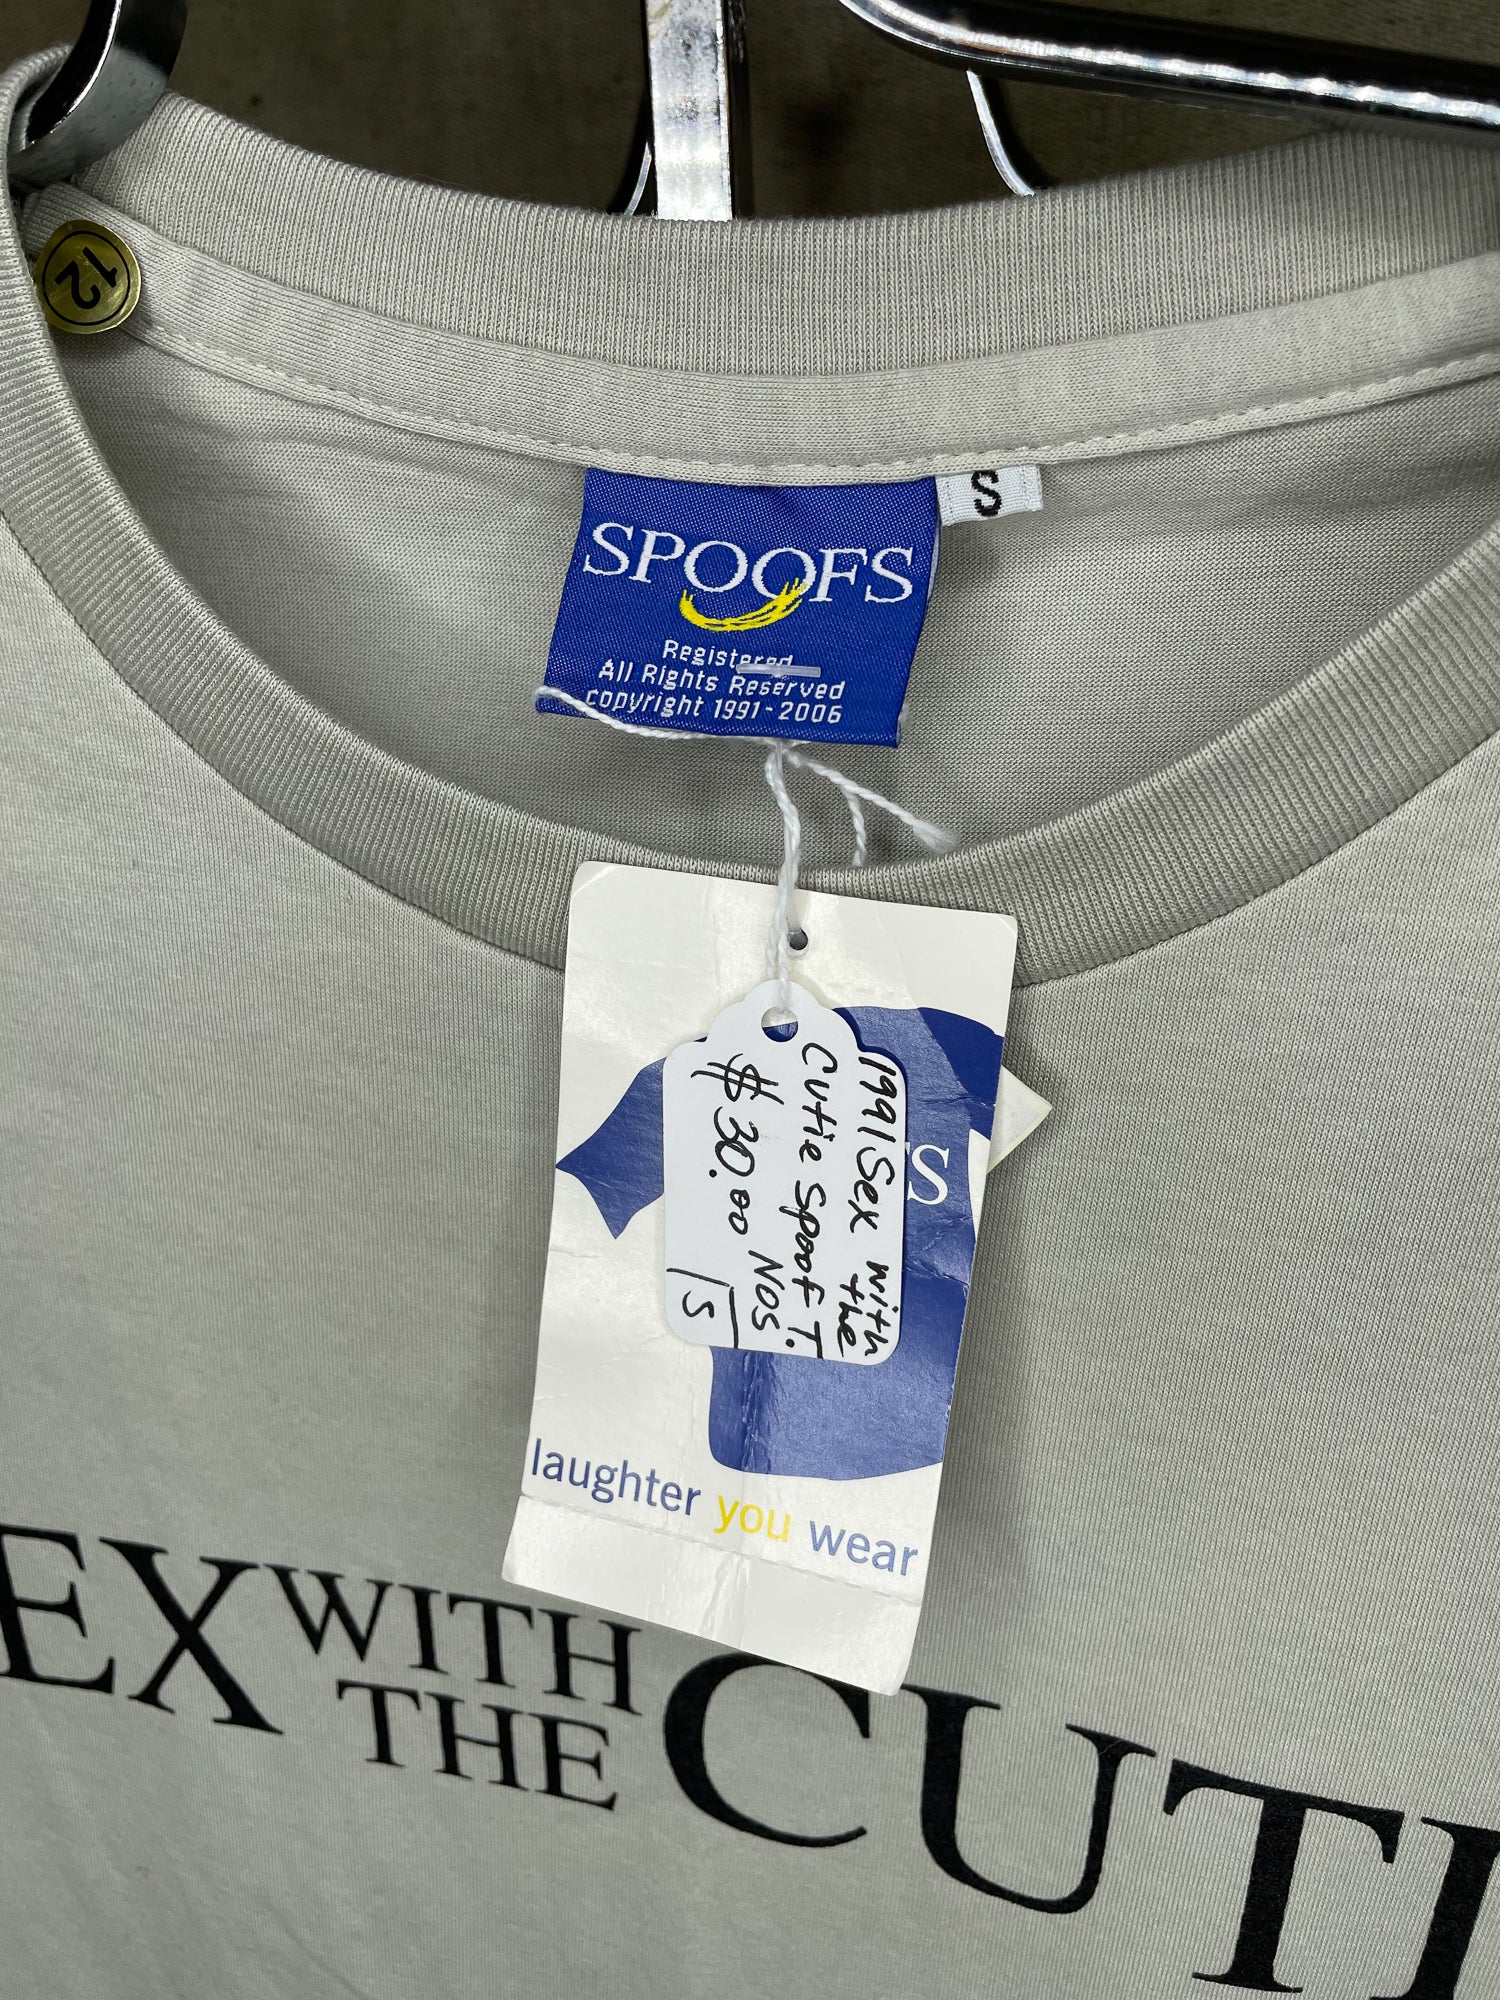 12
SPOOFS
S
Registered
All Rights Reserved
copyright 1991-2006
1991 Sex with
the
Cutie Spoof T.
$30.00 NOS
S
S
laughter you wear
EX WITH
THE CUTI